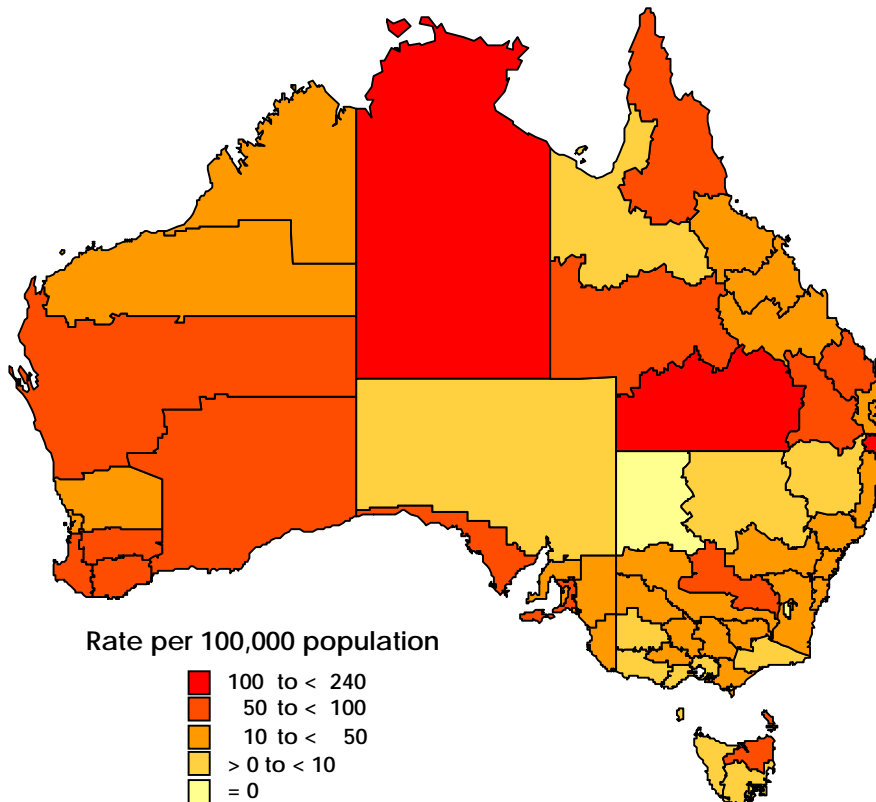 Rate per 100,000 population
100 to < 240
50 to < 100
10 to < 50
> 0 to < 10
= 0